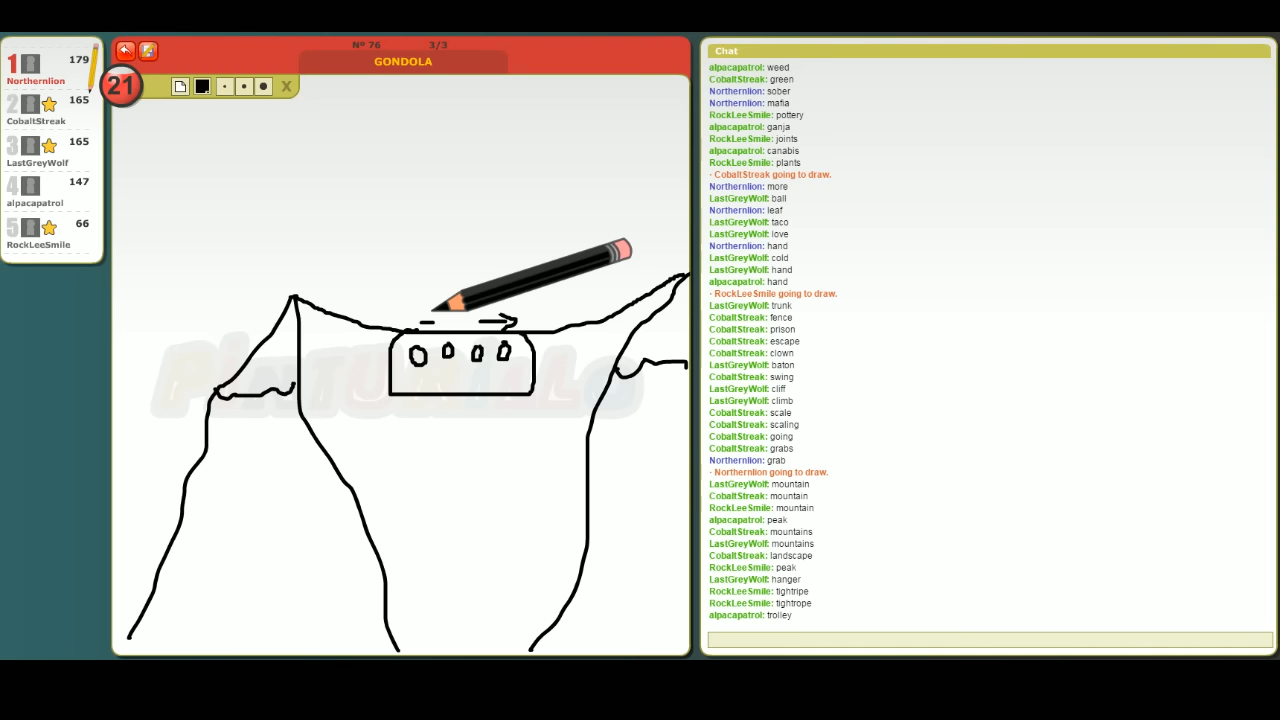 1
179
Northernlion
2
165
CobaltStreak
3
165
LastGreyWolf
4
147
alpacapatrol
5
66
RockLeeSmile
Nº 76 3/3
GONDOLA
21
X
Chat
alpacapatrol: weed
CobaltStreak: green
Northernlion: sober
Northernlion: mafia
RockLeeSmile: pottery
alpacapatrol: ganja
RockLeeSmile: joints
alpacapatrol: canabis
RockLeeSmile: plants
· CobaltStreak going to draw.
Northernlion: more
LastGreyWolf: ball
Northernlion: leaf
LastGreyWolf: taco
LastGreyWolf: love
Northernlion: hand
LastGreyWolf: cold
LastGreyWolf: hand
alpacapatrol: hand
· RockLeeSmile going to draw.
LastGreyWolf: trunk
CobaltStreak: fence
CobaltStreak: prison
CobaltStreak: escape
CobaltStreak: clown
LastGreyWolf: baton
CobaltStreak: swing
LastGreyWolf: cliff
LastGreyWolf: climb
CobaltStreak: scale
CobaltStreak: scaling
CobaltStreak: going
CobaltStreak: grabs
Northernlion: grab
· Northernlion going to draw.
LastGreyWolf: mountain
CobaltStreak: mountain
RockLeeSmile: mountain
alpacapatrol: peak
CobaltStreak: mountains
LastGreyWolf: mountains
CobaltStreak: landscape
RockLeeSmile: peak
LastGreyWolf: hanger
RockLeeSmile: tightripe
RockLeeSmile: tightrope
alpacapatrol: trolley